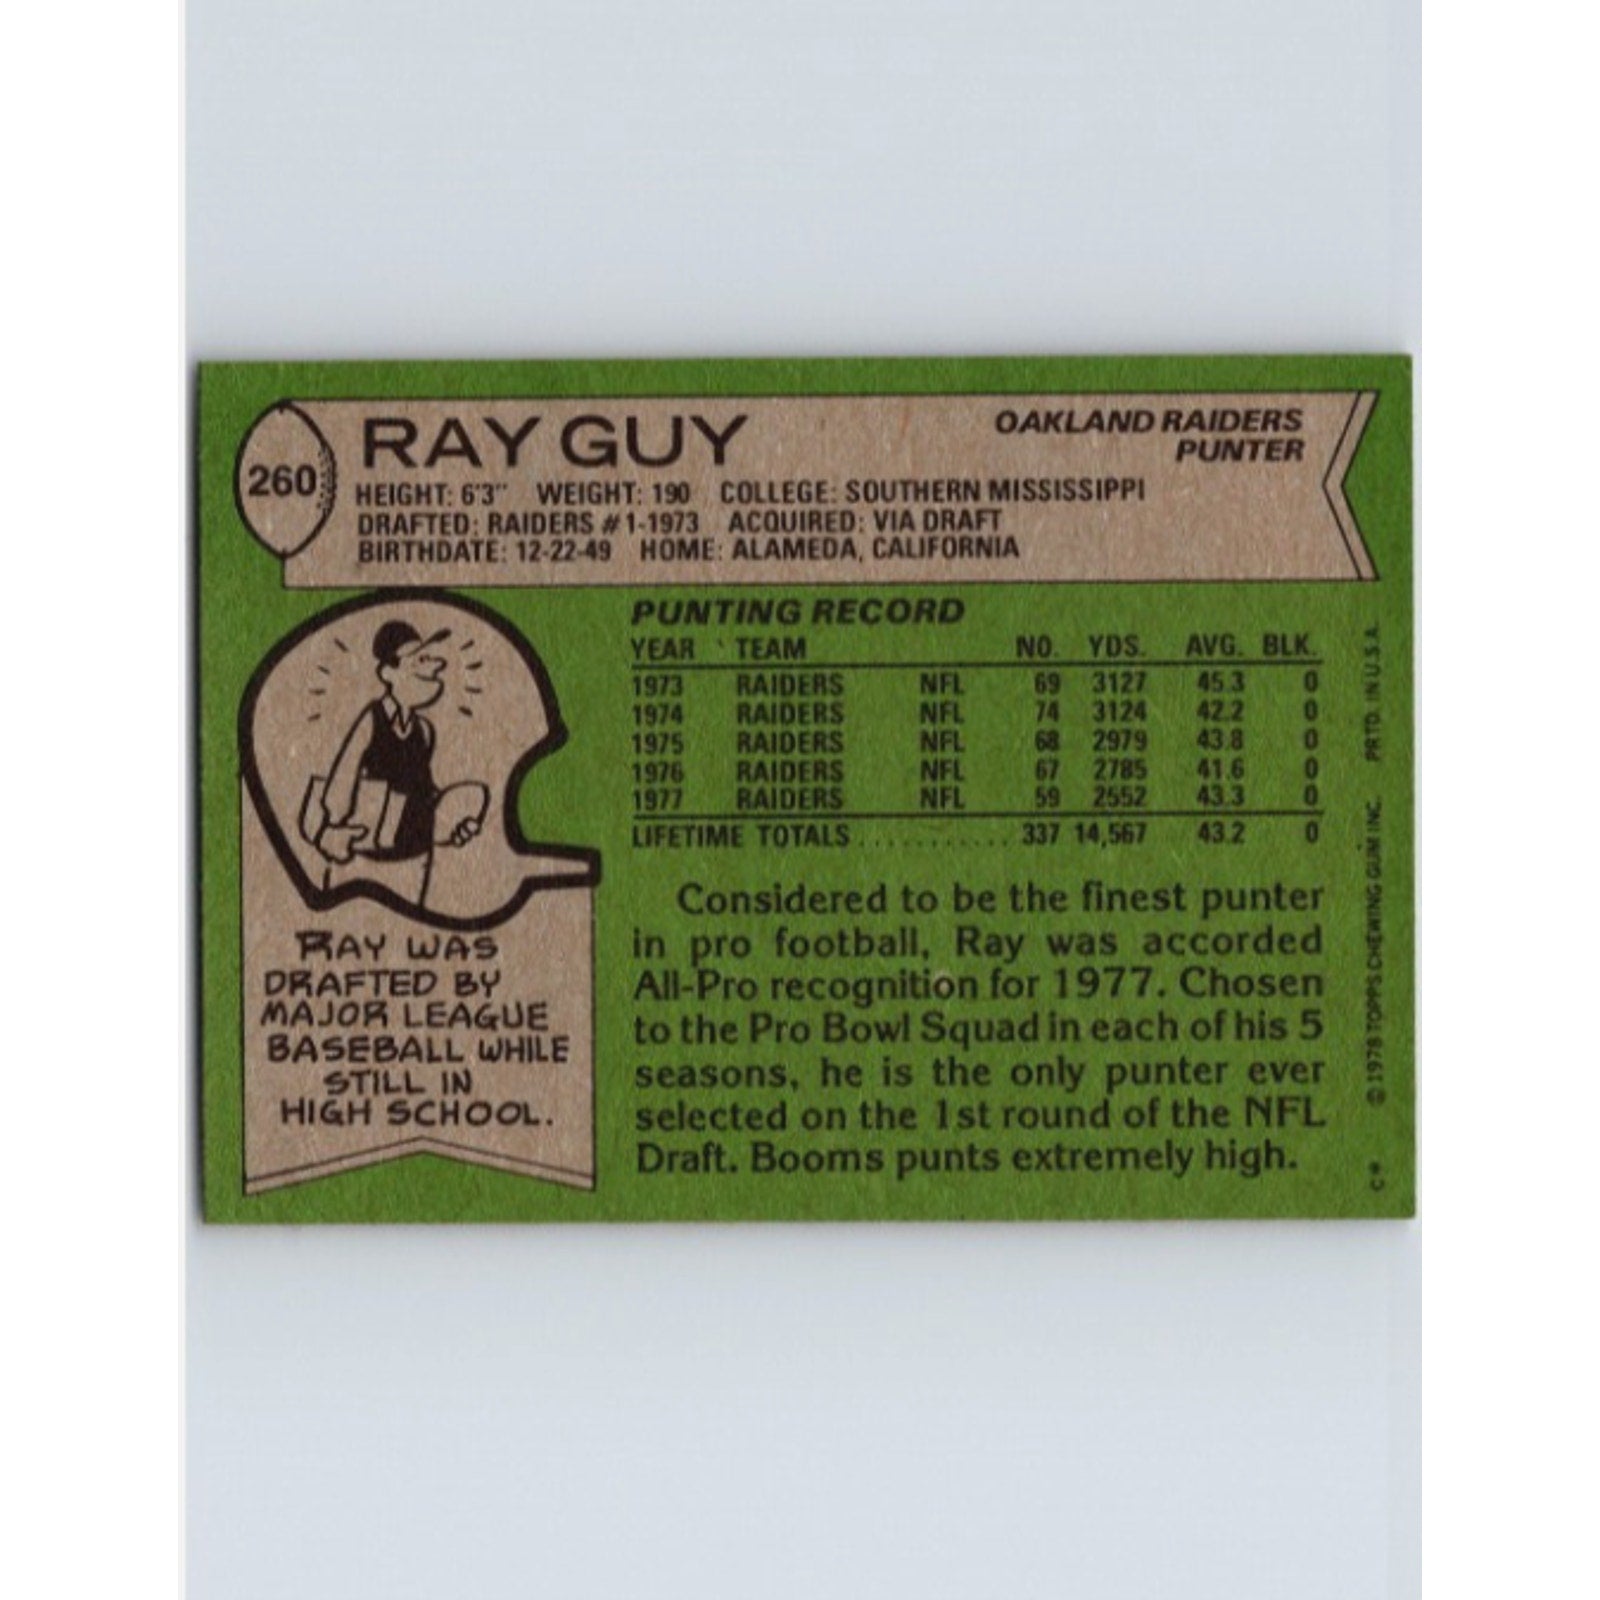 260
RAY GUY
OAKLAND RAIDERS
PUNTER
HEIGHT: 6'3" WEIGHT: 190 COLLEGE: SOUTHERN MISSISSIPPI
DRAFTED: RAIDERS #1-1973 ACQUIRED: VIA DRAFT
BIRTHDATE: 12-22-49 HOME: ALAMEDA, CALIFORNIA
RAY WAS
DRAFTED BY
MAJOR LEAGUE
BASEBALL WHILE
STILL IN
HIGH SCHOOL.
PUNTING RECORD
YEAR TEAM NO. YDS. AVG. BLK.
1973 RAIDERS NFL 69 3127 45.3 0
1974 RAIDERS NFL 74 3124 42.2 0
1975 RAIDERS NFL 68 2979 43.8 0
1976 RAIDERS NFL 67 2785 41.6 0
1977 RAIDERS NFL 59 2552 43.3 0
LIFETIME TOTALS ........... 337 14,567 43.2 0
Considered to be the finest punter
in pro football, Ray was accorded
All-Pro recognition for 1977. Chosen
to the Pro Bowl Squad in each of his 5
seasons, he is the only punter ever
selected on the 1st round of the NFL
Draft. Booms punts extremely high.
C* © 1978 TOPPS CHEWING GUM INC. PRTD. IN U.S.A.